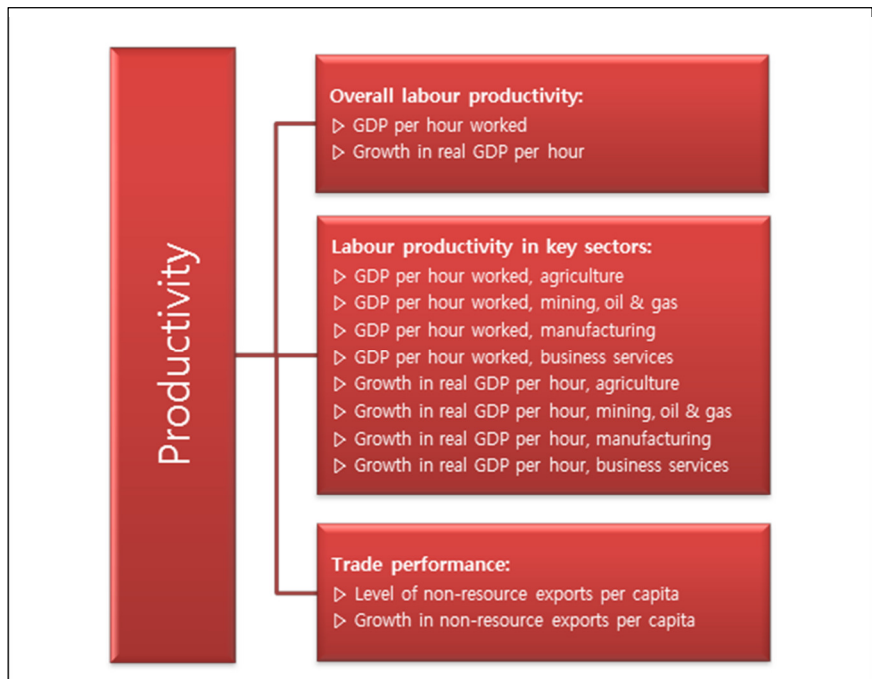 Productivity
Overall labour productivity:
▷ GDP per hour worked
▷ Growth in real GDP per hour
Labour productivity in key sectors:
▷ GDP per hour worked, agriculture
▷ GDP per hour worked, mining, oil & gas
▷ GDP per hour worked, manufacturing
▷ GDP per hour worked, business services
▷ Growth in real GDP per hour, agriculture
▷ Growth in real GDP per hour, mining, oil & gas
▷ Growth in real GDP per hour, manufacturing
▷ Growth in real GDP per hour, business services
Trade performance:
▷ Level of non-resource exports per capita
▷ Growth in non-resource exports per capita